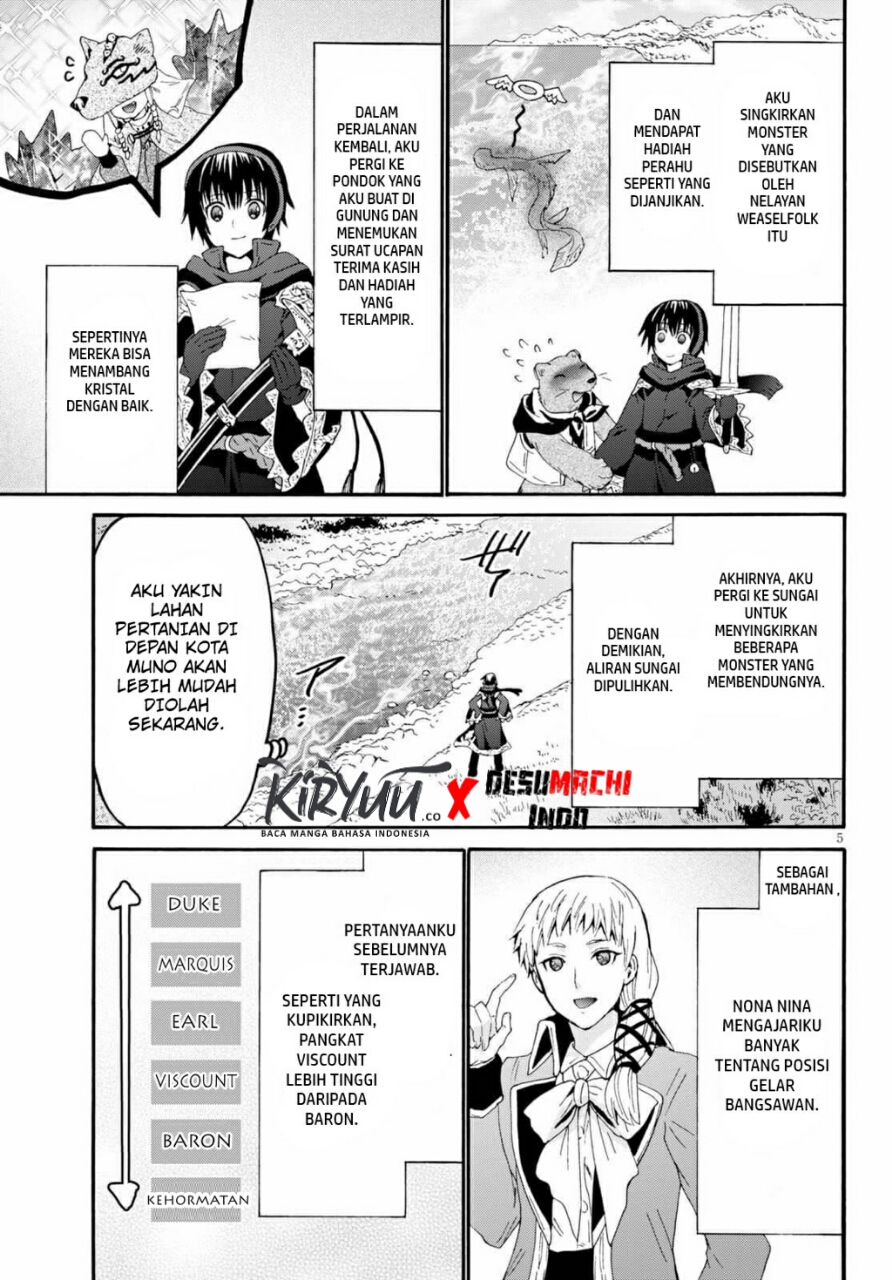 AKU
SINGKIRKAN
MONSTER
YANG
DISEBUTKAN
OLEH
NELAYAN
WEASELFOLK
ITU
DAN
MENDAPAT
HADIAH
PERAHU
SEPERTI YANG
DIJANJIKAN.
DALAM
PERJALANAN
KEMBALI, AKU
PERGI KE
PONDOK YANG
AKU BUAT DI
GUNUNG DAN
MENEMUKAN
SURAT UCAPAN
TERIMA KASIH
DAN HADIAH
YANG
TERLAMPIR.
SEPERTINYA
MEREKA BISA
MENAMBANG
KRISTAL
DENGAN BAIK.
AKHIRNYA, AKU
PERGI KE SUNGAI
UNTUK
MENYINGKIRKAN
BEBERAPA
MONSTER YANG
MEMBENDUNGNYA.
DENGAN
DEMIKIAN,
ALIRAN SUNGAI
DIPULIHKAN.
AKU YAKIN
LAHAN
PERTANIAN DI
DEPAN KOTA
MUNO AKAN
LEBIH MUDAH
DIOLAH
SEKARANG.
KIRYUU.CO X DESUMACHI
INDO
BACA MANGA BAHASA INDONESIA
5
SEBAGAI
TAMBAHAN,
NONA NINA
MENGAJARIKU
BANYAK
TENTANG POSISI
GELAR
BANGSAWAN.
PERTANYAANKU
SEBELUMNYA
TERJAWAB.
SEPERTI YANG
KUPIKIRKAN,
PANGKAT
VISCOUNT
LEBIH TINGGI
DARIPADA
BARON.
DUKE
MARQUIS
EARL
VISCOUNT
BARON
KEHORMATAN